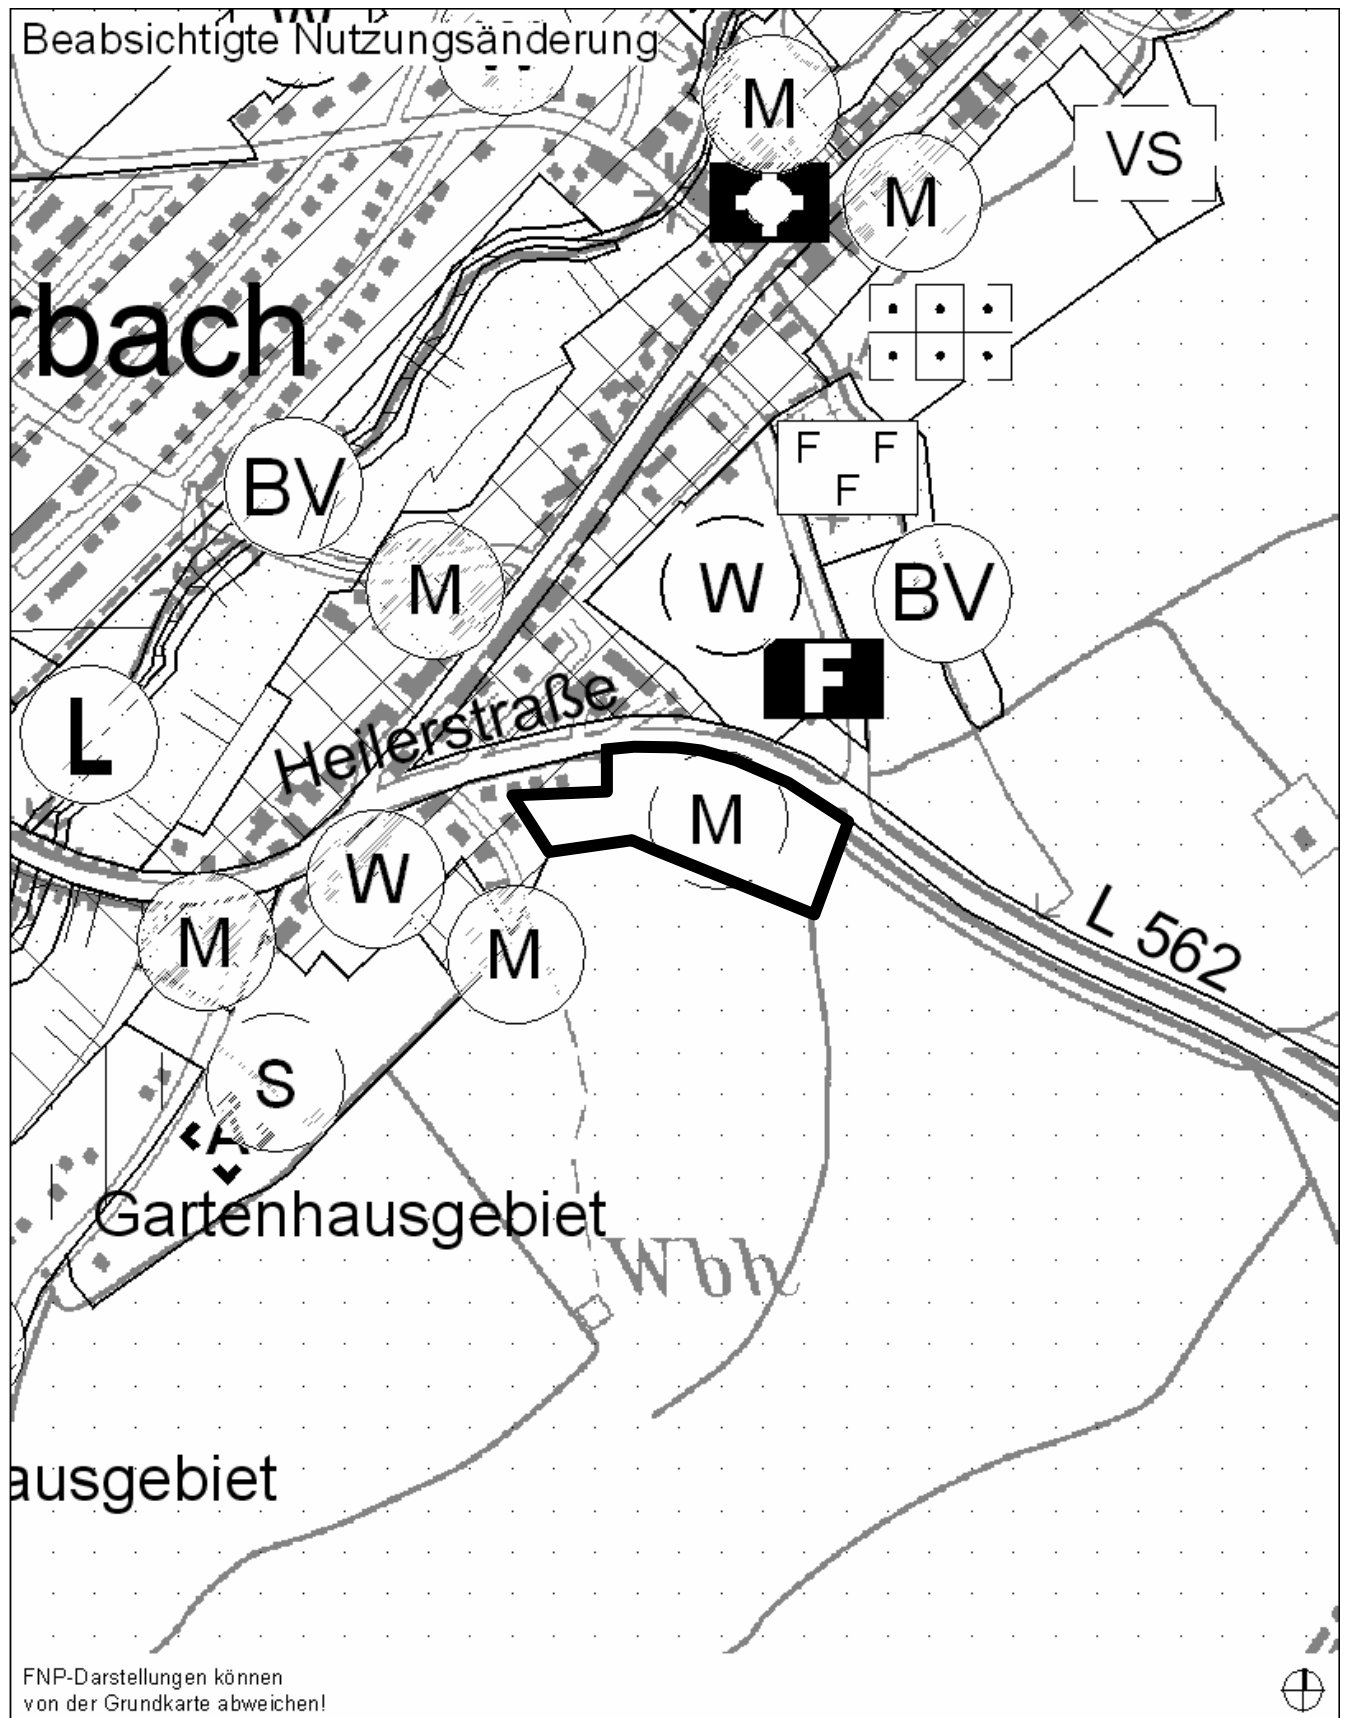 Beabsichtigte Nutzungsänderung
M
VS
M
rbach
F F
F
BV
M
W
BV
F
Heilerstraße
L
M
W
M
M
L 562
S
A
Gartenhausgebiet
Wbh.
ausgebiet
FNP-Darstellungen können
von der Grundkarte abweichen!